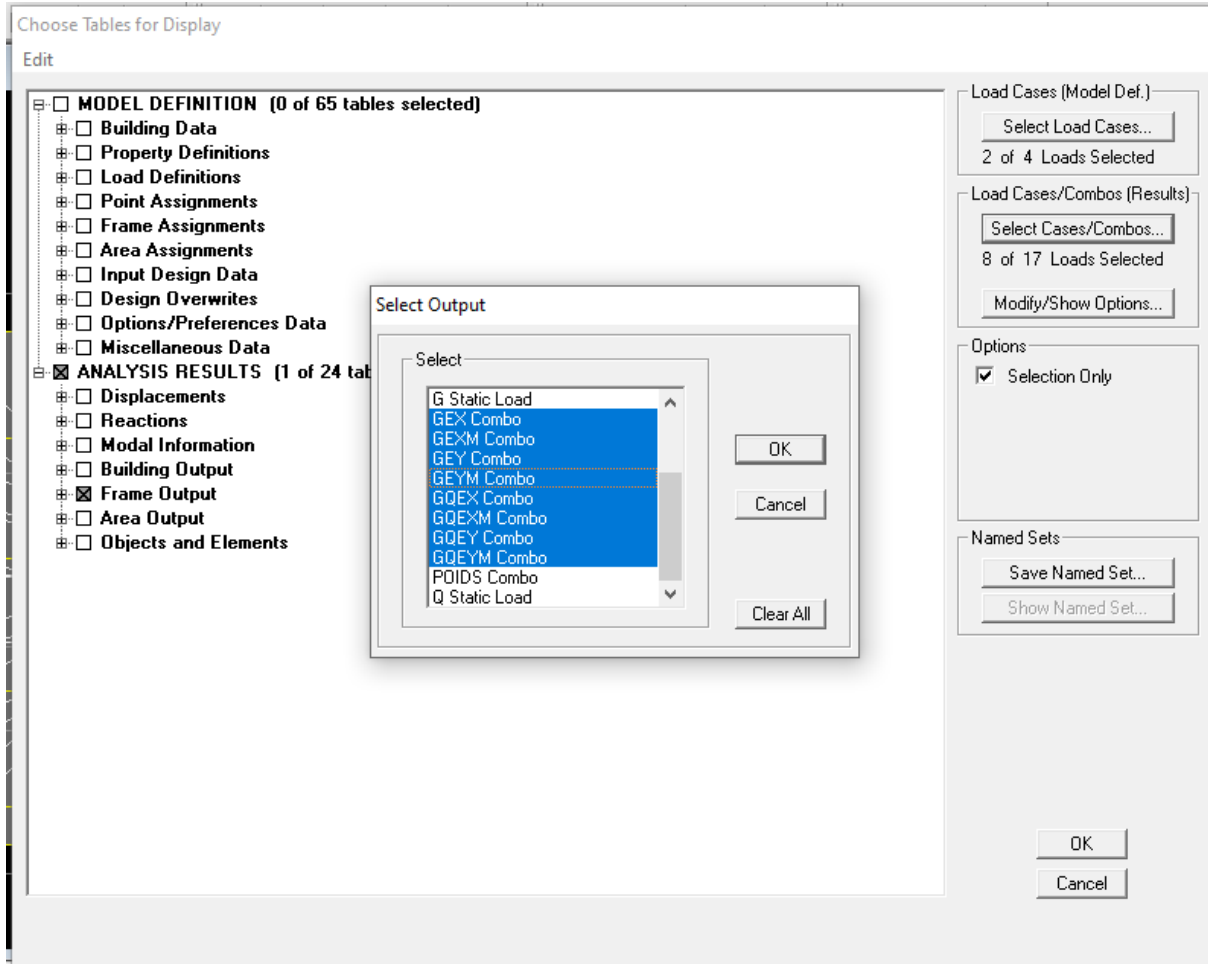 Choose Tables for Display
Edit
MODEL DEFINITION (0 of 65 tables selected)
Building Data
Property Definitions
Load Definitions
Point Assignments
Frame Assignments
Area Assignments
Input Design Data
Design Overwrites
Options/Preferences Data
Miscellaneous Data
ANALYSIS RESULTS (1 of 24 tab
Displacements
Reactions
Modal Information
Building Output
Frame Output
Area Output
Objects and Elements
Select Output
Select
G Static Load
GEX Combo
GEXM Combo
GEY Combo
GEYM Combo
GQEX Combo
GQEXM Combo
GQEY Combo
GQEYM Combo
POIDS Combo
Q Static Load
OK
Cancel
Clear All
Load Cases (Model Def.)
Select Load Cases...
2 of 4 Loads Selected
Load Cases/Combos (Results)
Select Cases/Combos...
8 of 17 Loads Selected
Modify/Show Options...
Options
Selection Only
Named Sets
Save Named Set...
Show Named Set...
OK
Cancel